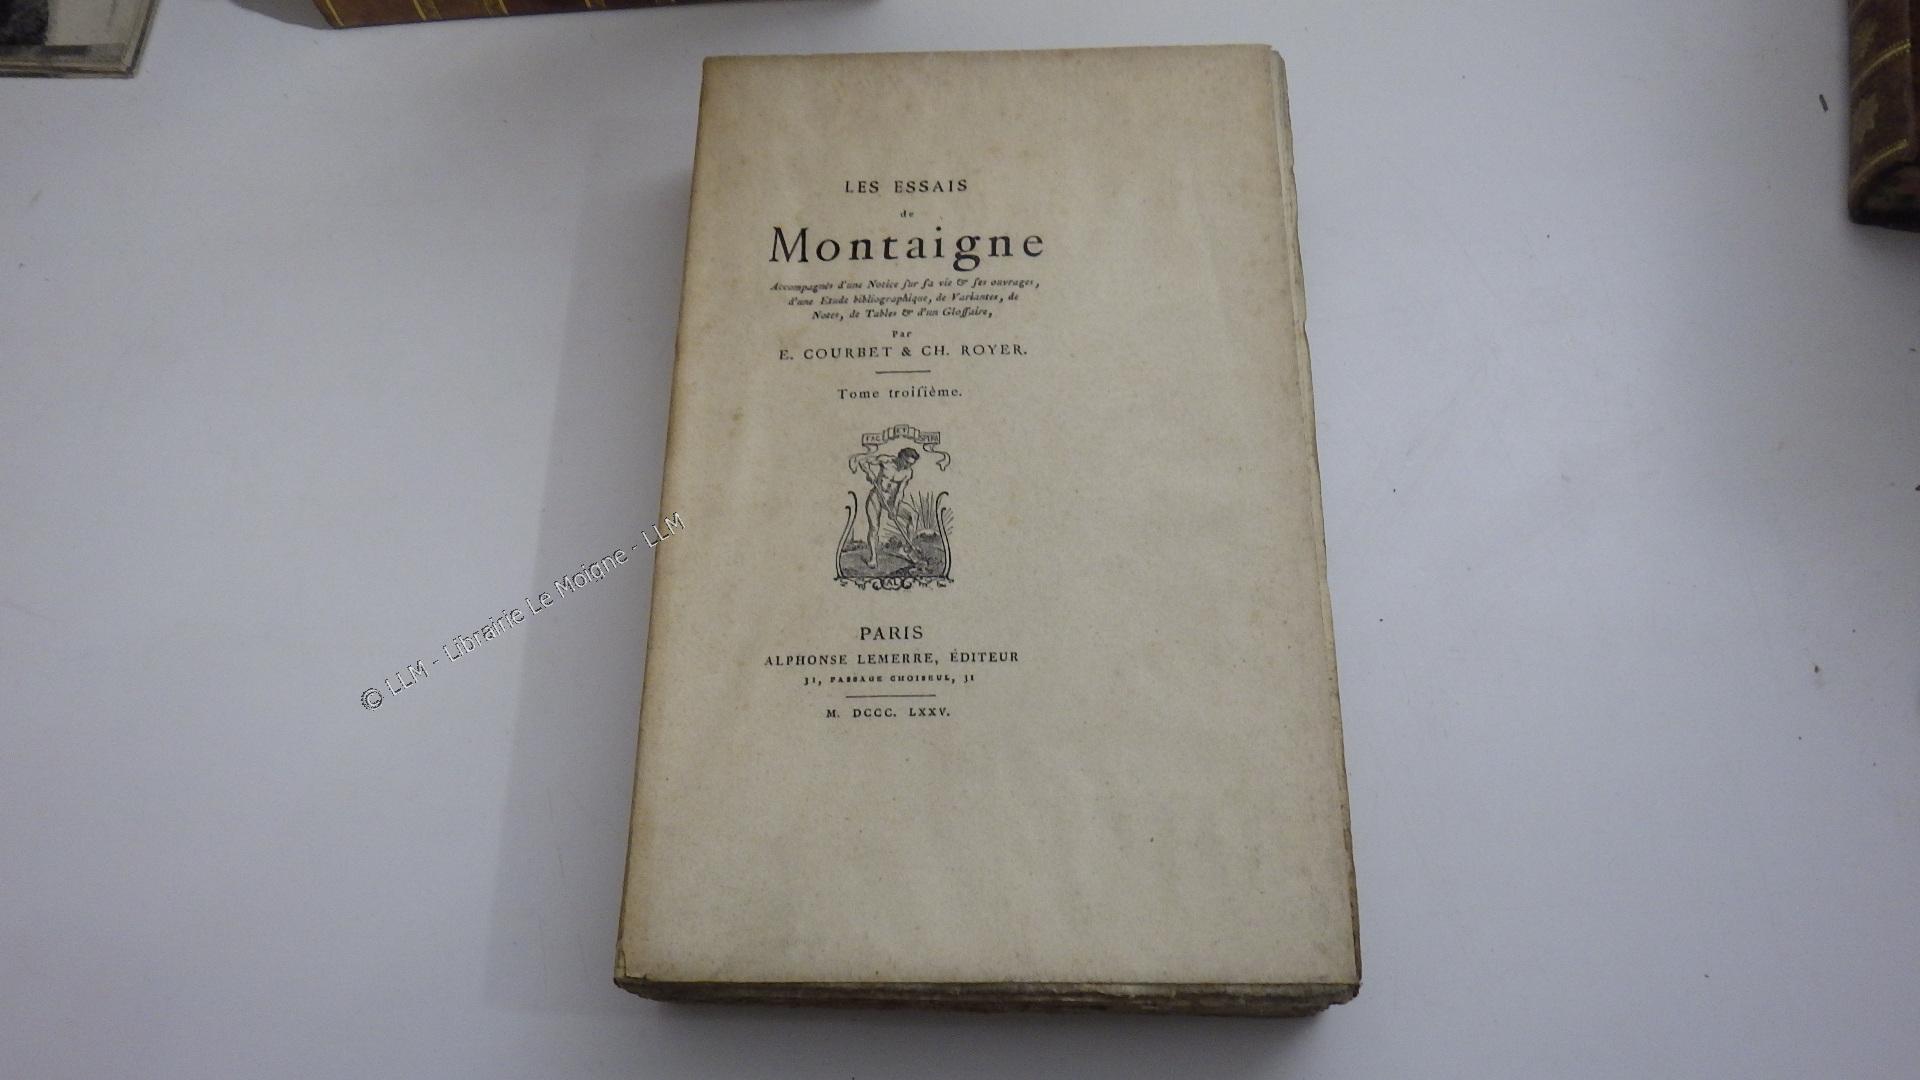 LES ESSAIS
de
Montaigne
Accompagnés d'une Notice ſur ſa vie & ſes ouvrages,
d'une Etude bibliographique, de Variantes, de
Notes, de Tables & d'un Gloſſaire,
Par
E. COURBET & CH. ROYER.
Tome troiſième.
FAC ET SPERA
AL
PARIS
ALPHONSE LEMERRE, ÉDITEUR
31, PASSAGE CHOISEUL, 31
M. DCCC. LXXV.
© LLM - Librairie Le Moigne - LLM